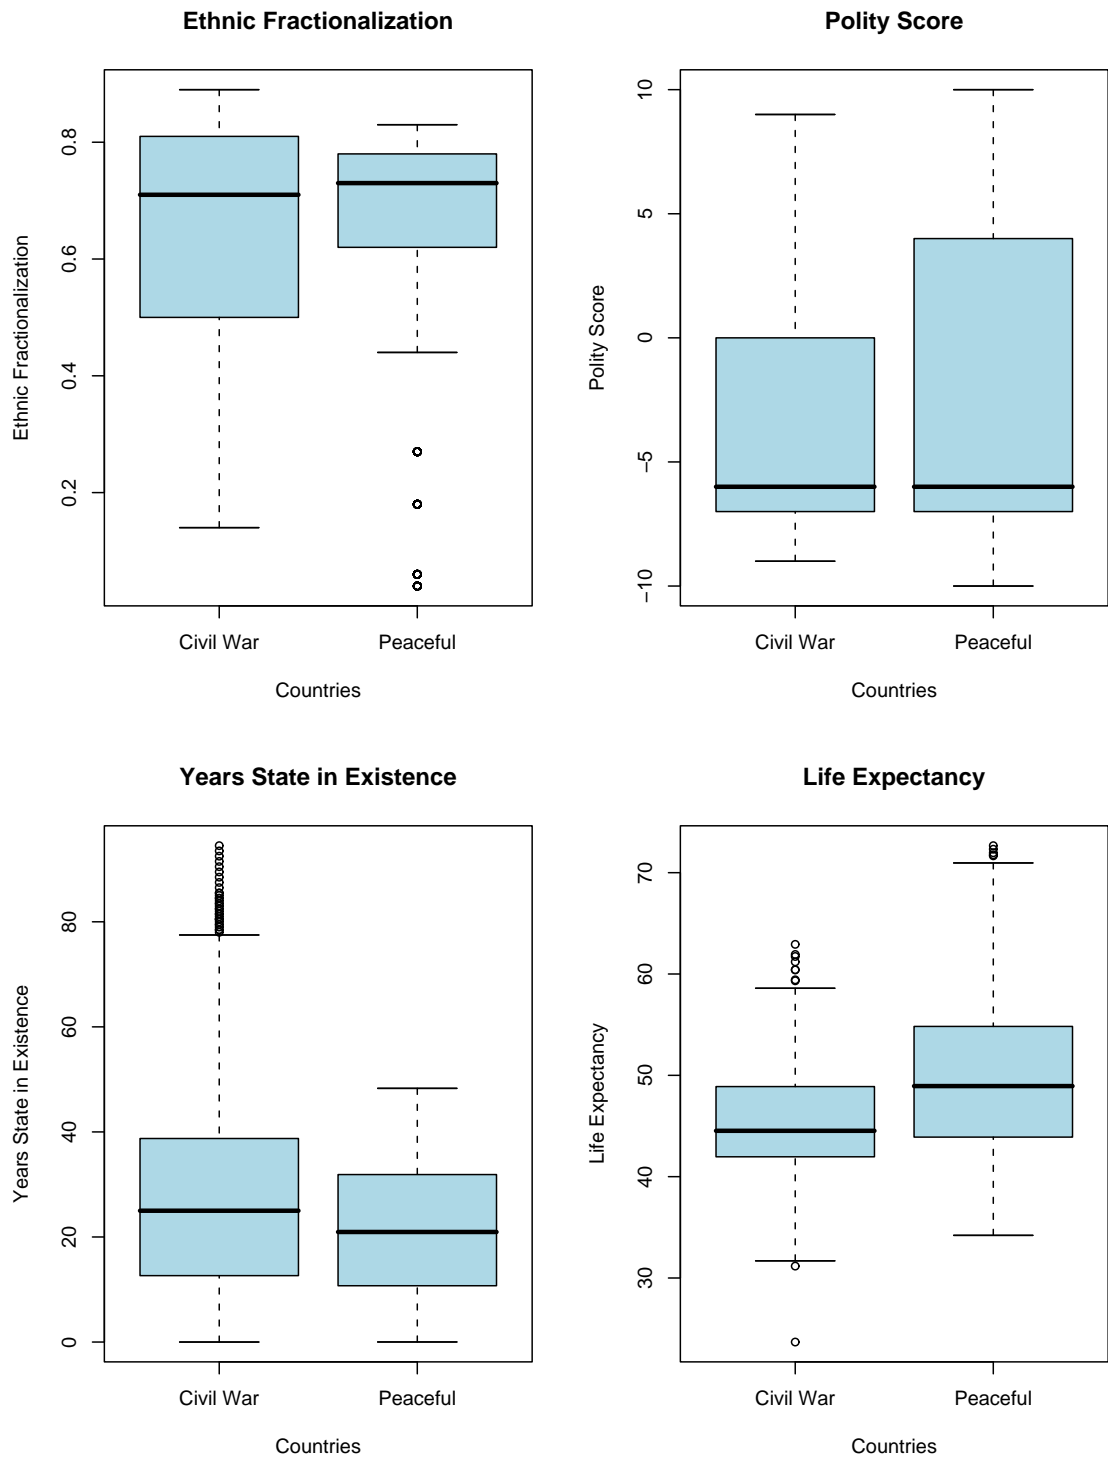 Ethnic Fractionalization
Ethnic Fractionalization
0.8
0.6
0.4
0.2
Civil War Peaceful
Countries
Polity Score
Polity Score
10
5
0
−5
−10
Civil War Peaceful
Countries
Years State in Existence
Years State in Existence
80
60
40
20
0
Civil War Peaceful
Countries
Life Expectancy
Life Expectancy
70
60
50
40
30
Civil War Peaceful
Countries